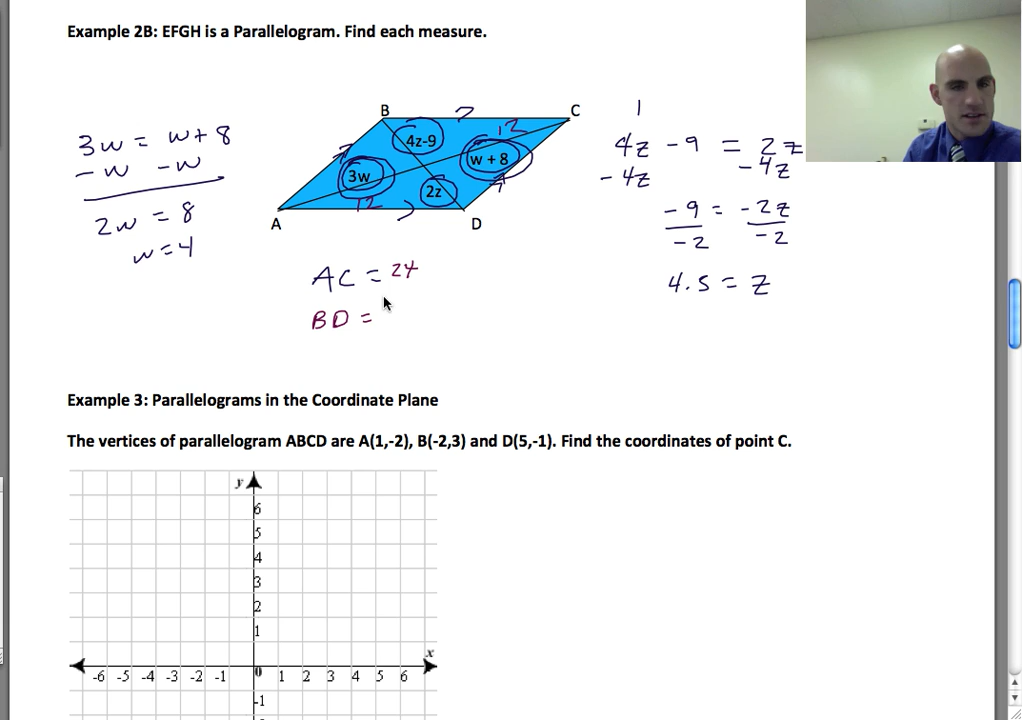 Example 2B: EFGH is a Parallelogram. Find each measure.
3w = w + 8
- w - w
2w = 8
w = 4
B
C
A
D
4z-9
12
w + 8
3w
2z
12
AC = 24
BD =
1
4z - 9 = 2z
- 4z - 4z
-9 = -2z
-2 -2
4.5 = z
Example 3: Parallelograms in the Coordinate Plane
The vertices of parallelogram ABCD are A(1,-2), B(-2,3) and D(5,-1). Find the coordinates of point C.
y
6
5
4
3
2
1
x
-6 -5 -4 -3 -2 -1 0 1 2 3 4 5 6
-1